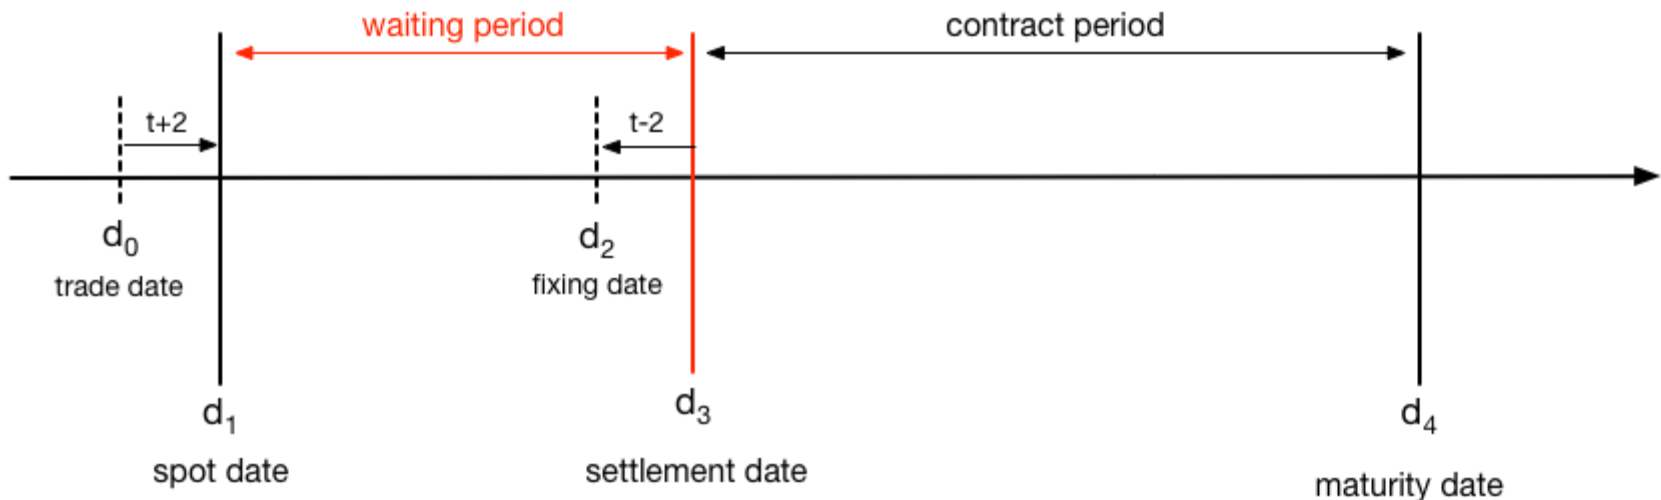 waiting period
contract period
t+2
t-2
d0
d2
trade date
fixing date
d1
d3
d4
spot date
settlement date
maturity date